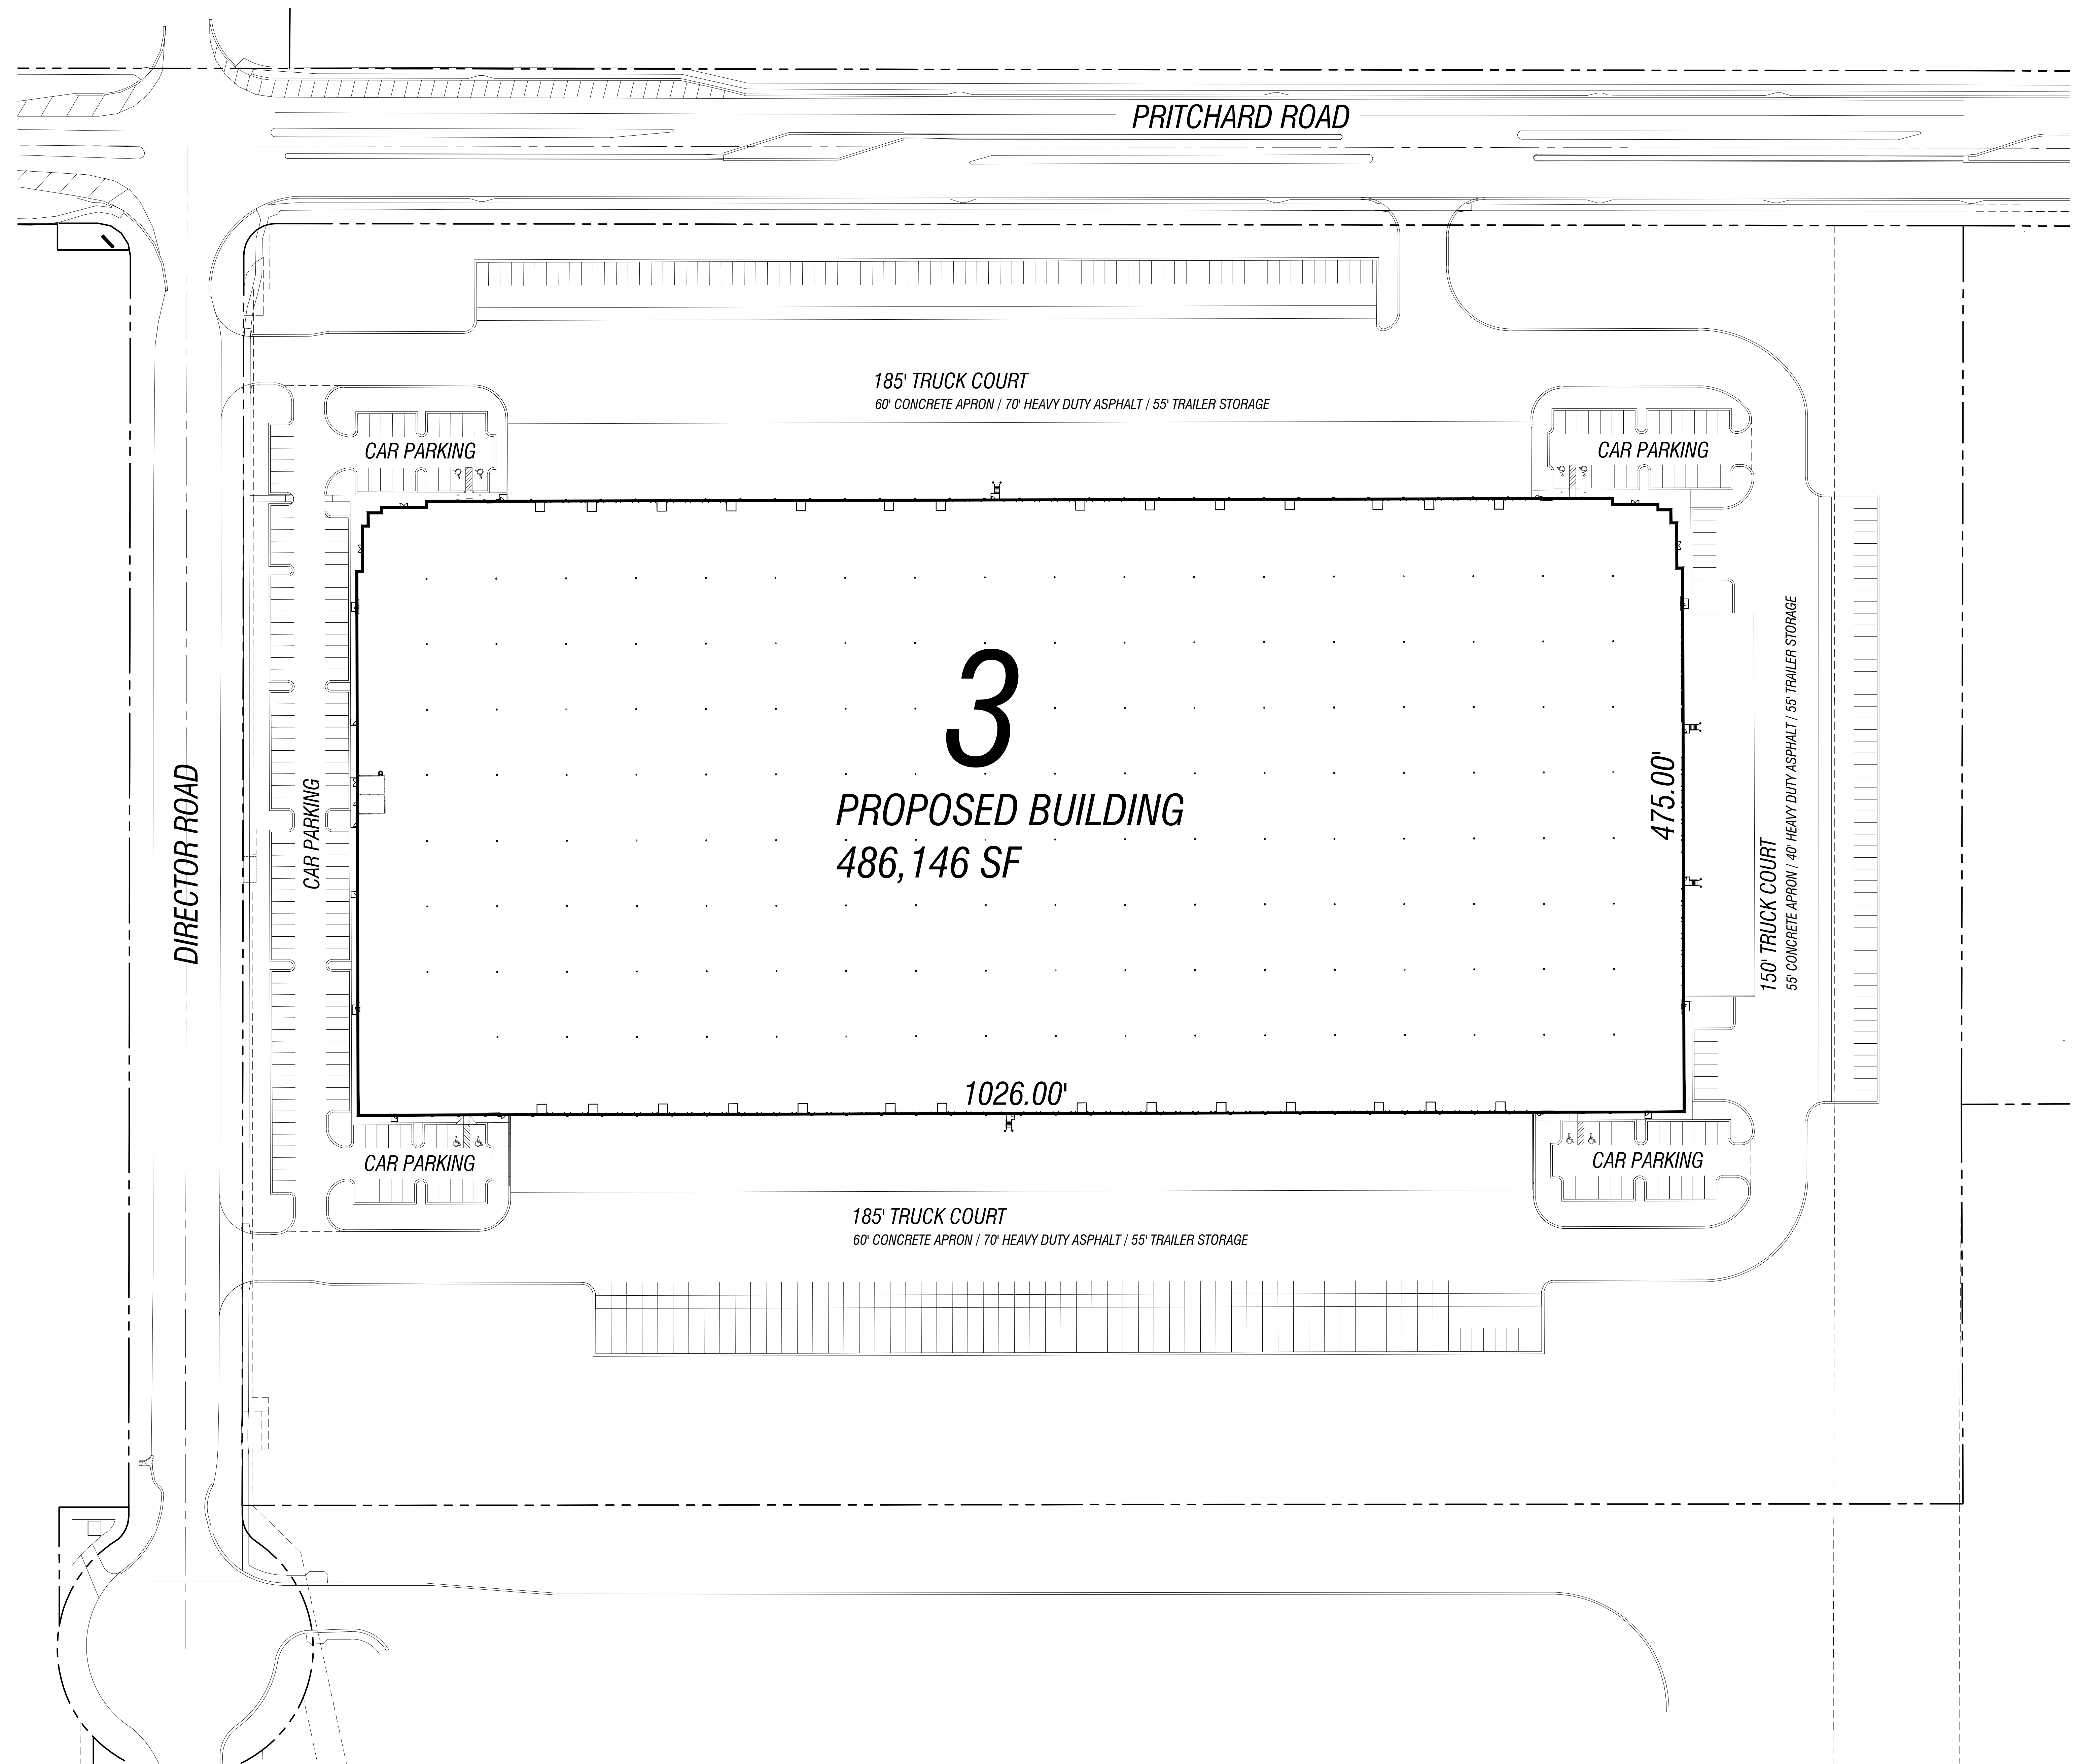 PRITCHARD ROAD
185' TRUCK COURT
60' CONCRETE APRON / 70' HEAVY DUTY ASPHALT / 55' TRAILER STORAGE
CAR PARKING
CAR PARKING
3
PROPOSED BUILDING
486,146 SF
475.00'
150' TRUCK COURT
55' CONCRETE APRON / 40' HEAVY DUTY ASPHALT / 55' TRAILER STORAGE
DIRECTOR ROAD
CAR PARKING
1026.00'
CAR PARKING
CAR PARKING
185' TRUCK COURT
60' CONCRETE APRON / 70' HEAVY DUTY ASPHALT / 55' TRAILER STORAGE